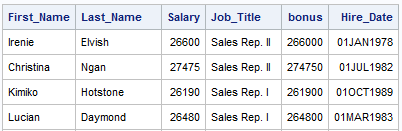 First_Name Last_Name Salary Job_Title bonus Hire_Date
Irenie Elvish 26600 Sales Rep. II 266000 01JAN1978
Christina Ngan 27475 Sales Rep. II 274750 01JUL1982
Kimiko Hotstone 26190 Sales Rep. I 261900 01OCT1989
Lucian Daymond 26480 Sales Rep. I 264800 01MAR1983